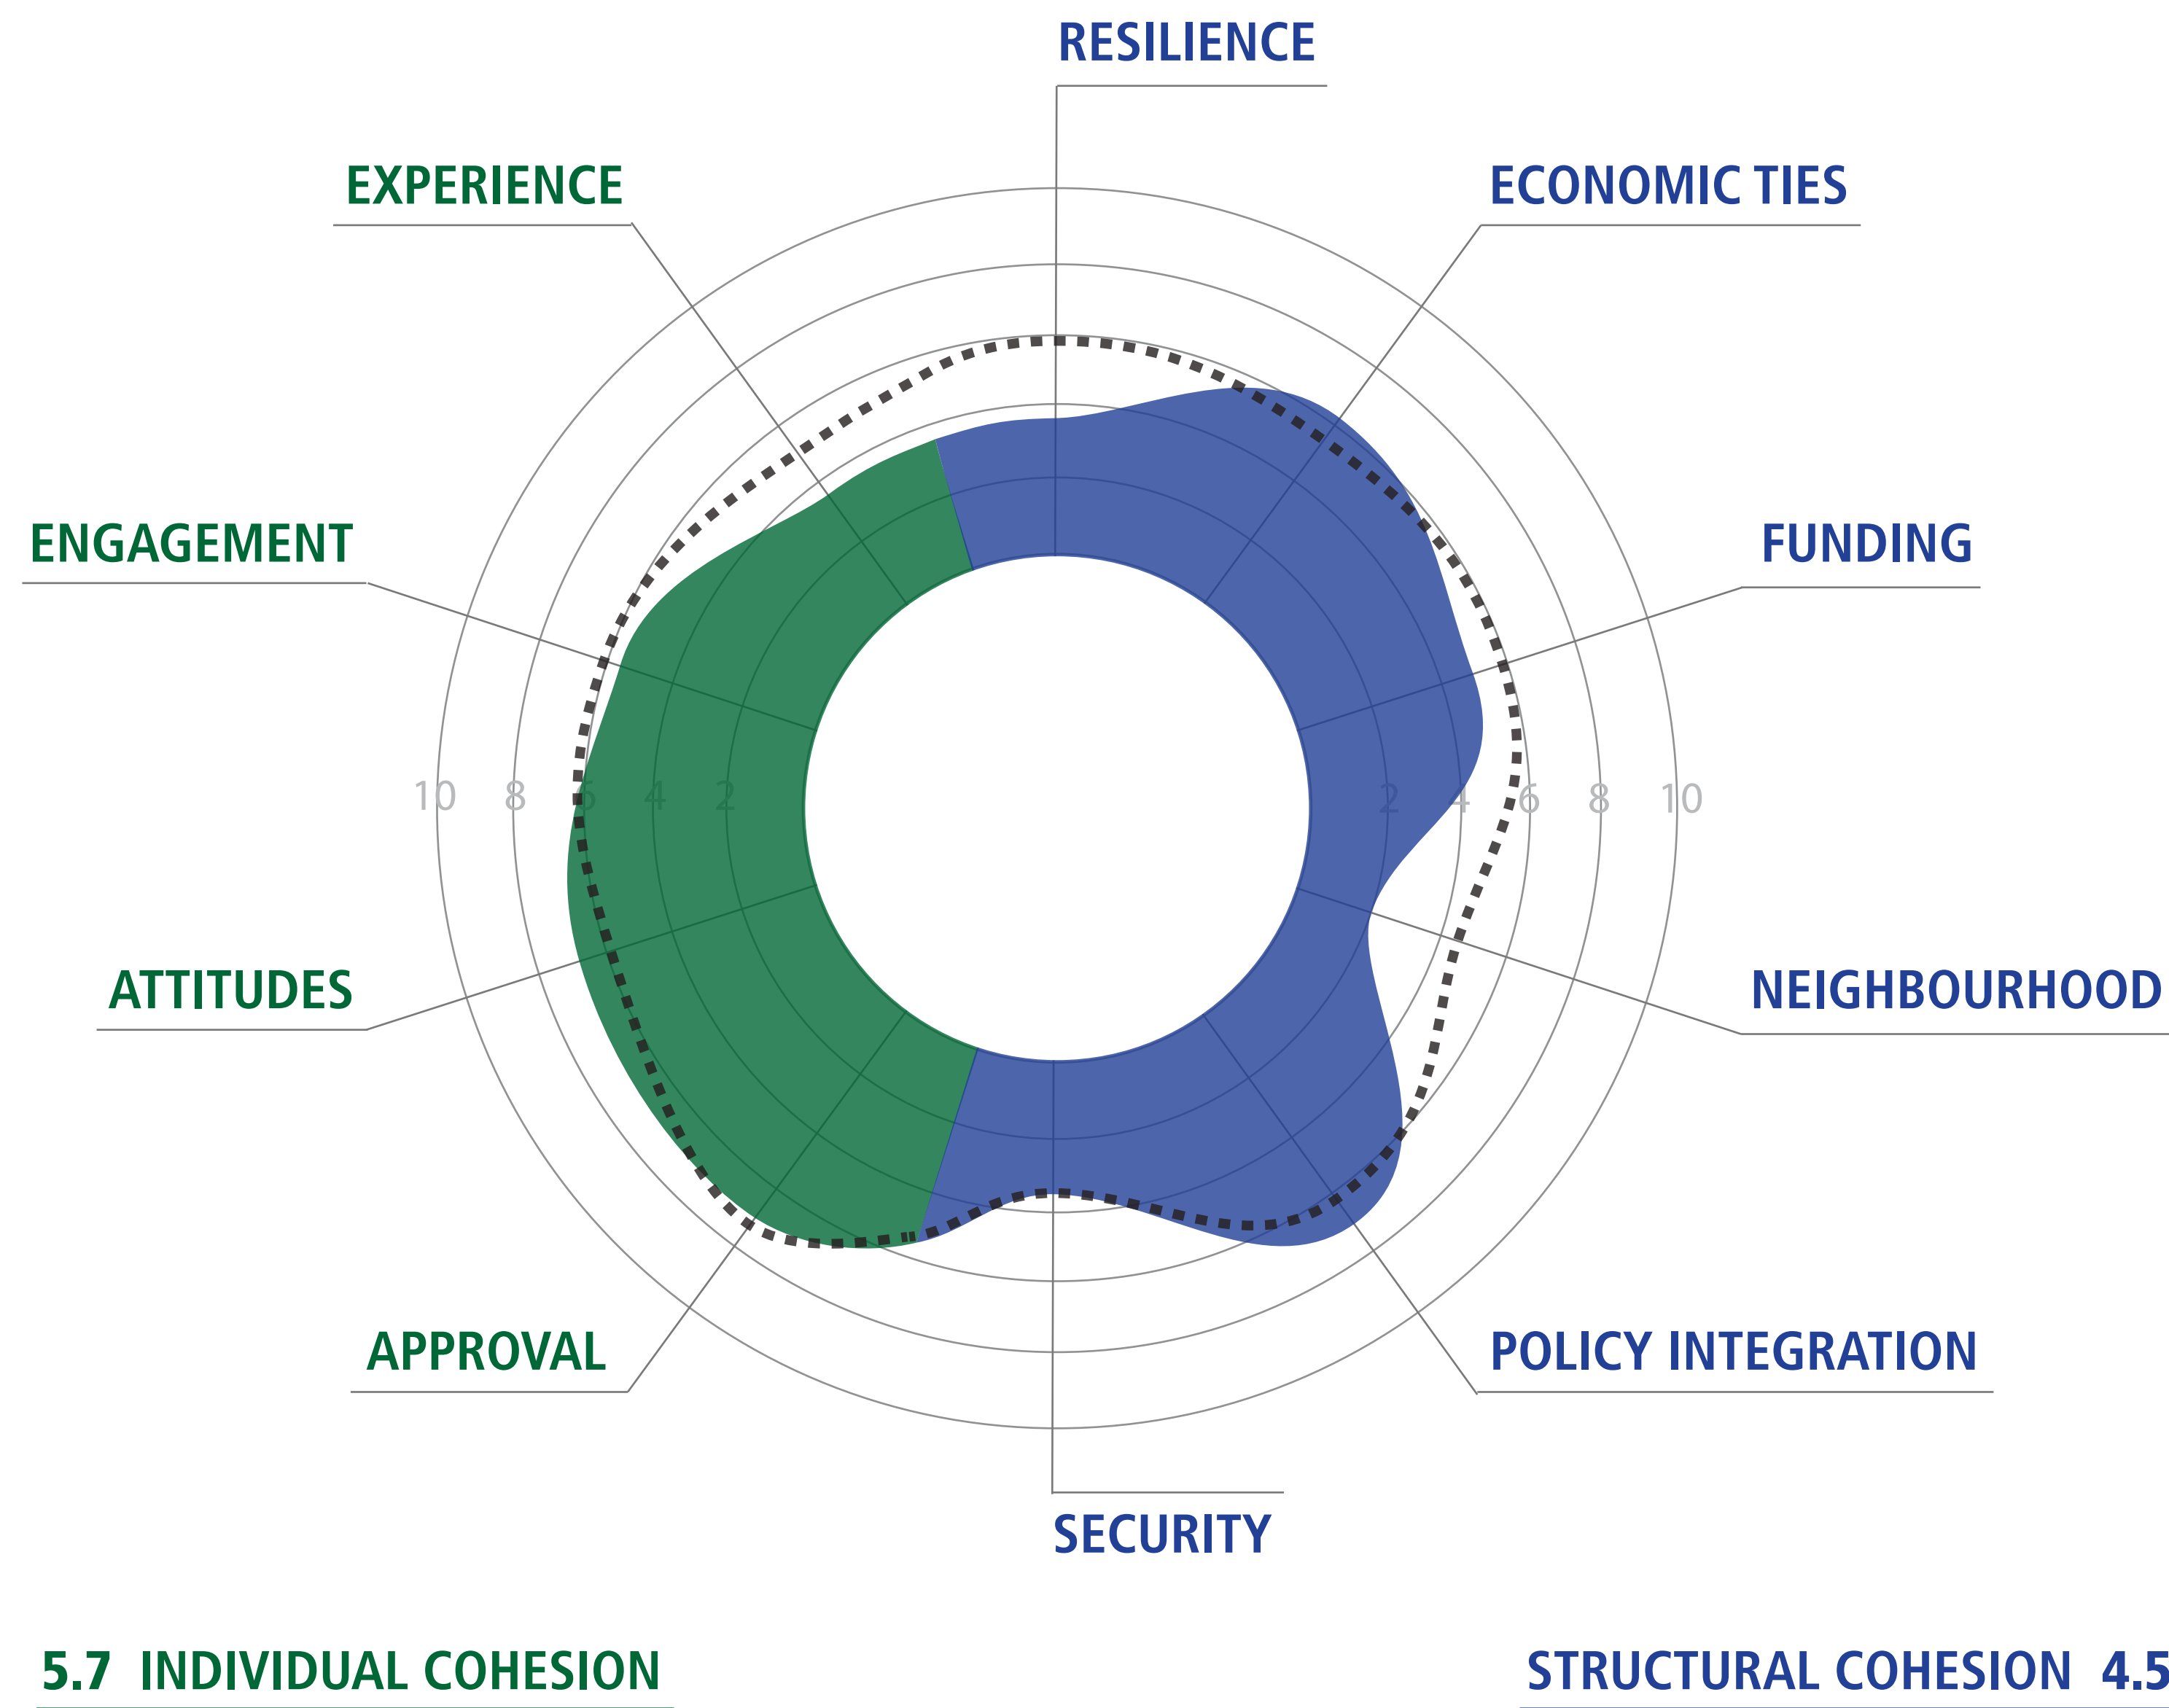 RESILIENCE
EXPERIENCE
ECONOMIC TIES
ENGAGEMENT
FUNDING
10 8 6 4 2
2 4 6 8 10
ATTITUDES
NEIGHBOURHOOD
APPROVAL
POLICY INTEGRATION
SECURITY
5.7 INDIVIDUAL COHESION
STRUCTURAL COHESION 4.5